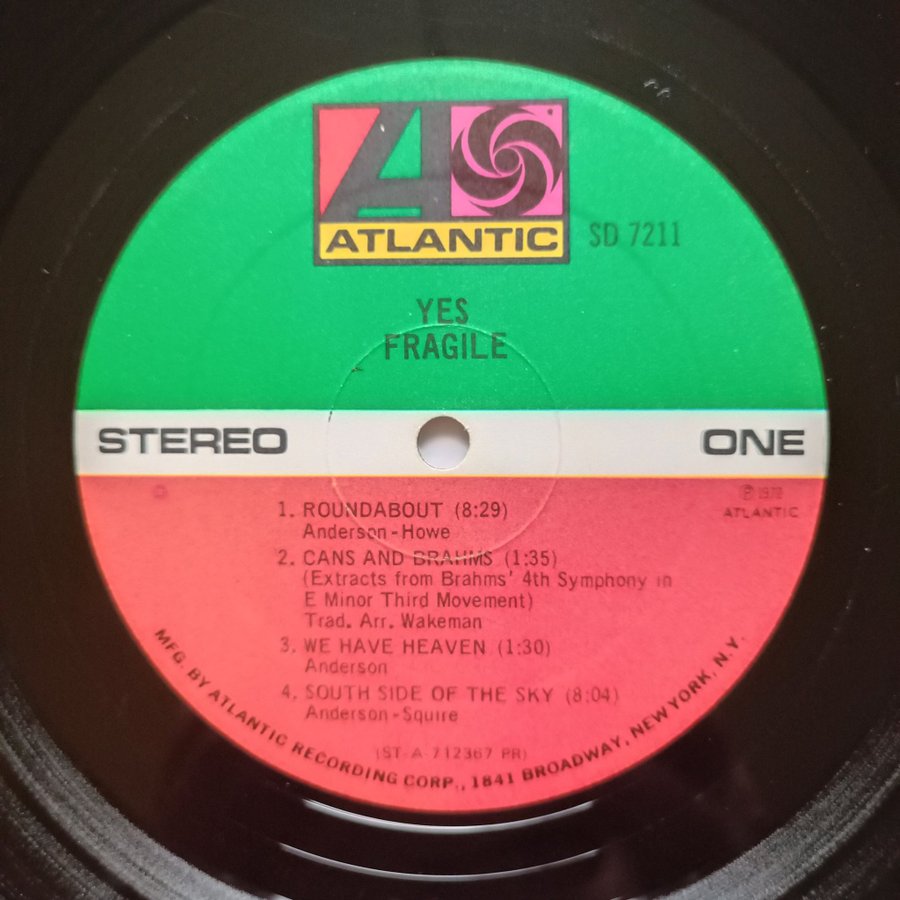 ATLANTIC
SD 7211
YES
FRAGILE
STEREO
ONE
℗ 1972
ATLANTIC
1. ROUNDABOUT (8:29)
Anderson-Howe
2. CANS AND BRAHMS (1:35)
(Extracts from Brahms' 4th Symphony in
E Minor Third Movement)
Trad. Arr. Wakeman
3. WE HAVE HEAVEN (1:30)
Anderson
4. SOUTH SIDE OF THE SKY (8:04)
Anderson-Squire
(ST-A-712367 PR)
MFG. BY ATLANTIC RECORDING CORP., 1841 BROADWAY, NEW YORK, N.Y.